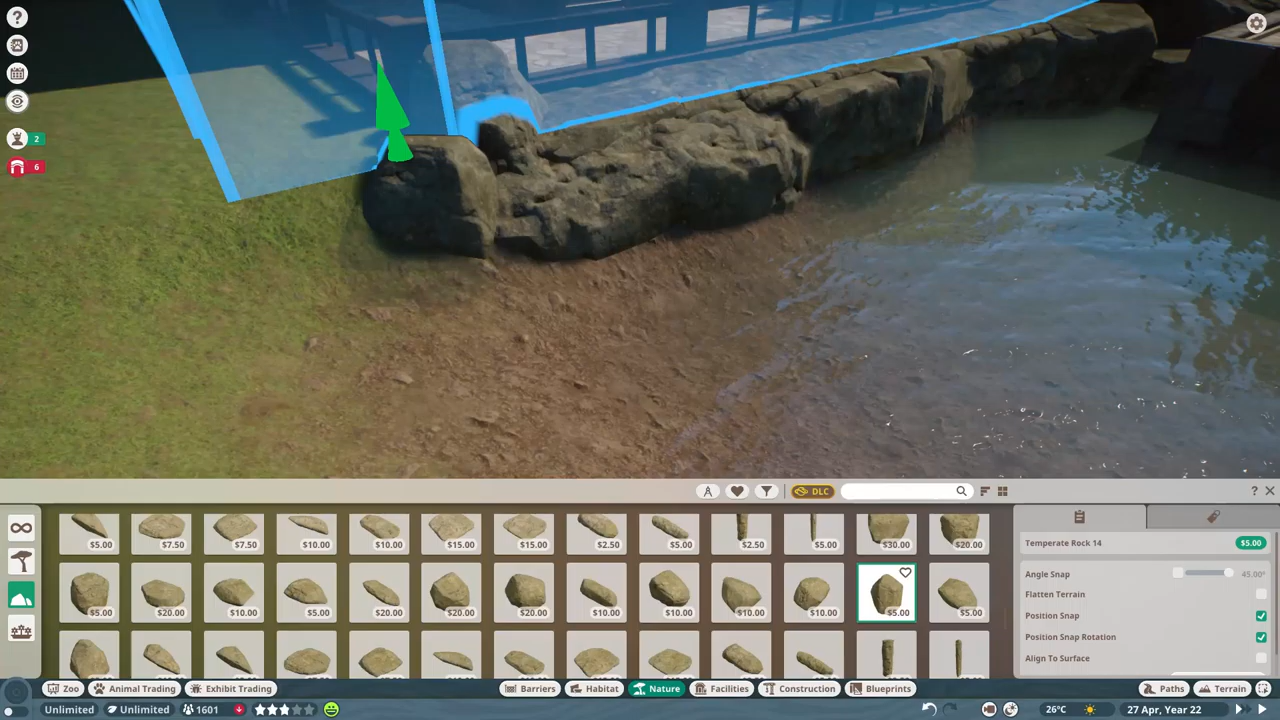 ?
2
6
DLC
?
$5.00 $7.50 $7.50 $10.00 $10.00 $15.00 $15.00 $2.50 $5.00 $2.50 $5.00 $30.00 $20.00
Temperate Rock 14 $5.00
Angle Snap 45.00°
$5.00 $20.00 $10.00 $5.00 $20.00 $20.00 $20.00 $10.00 $10.00 $10.00 $10.00 $5.00 $5.00
Flatten Terrain
Position Snap
Position Snap Rotation
Align To Surface
Zoo Animal Trading Exhibit Trading Barriers Habitat Nature Facilities Construction Blueprints Paths Terrain
Unlimited Unlimited 1601 26°C 27 Apr, Year 22